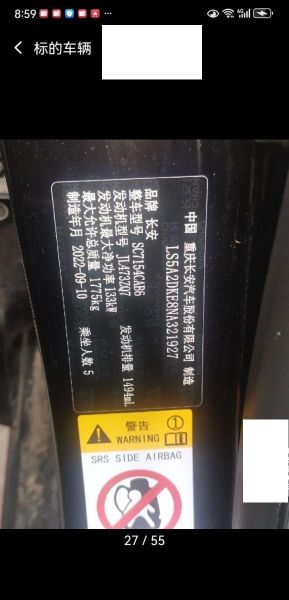 8:59
标的车辆
中国 重庆长安汽车股份有限公司 制造
LS5A2DKE8NA321927
品牌 长安
整车型号 SC7154CAB6
发动机型号 JL473ZQ7 发动机排量 1494mL
发动机最大净功率 133kW
最大允许总质量 1775kg 乘坐人数 5
制造年月 2022-09-10
警告
WARNING
SRS SIDE AIRBAG
27 / 55